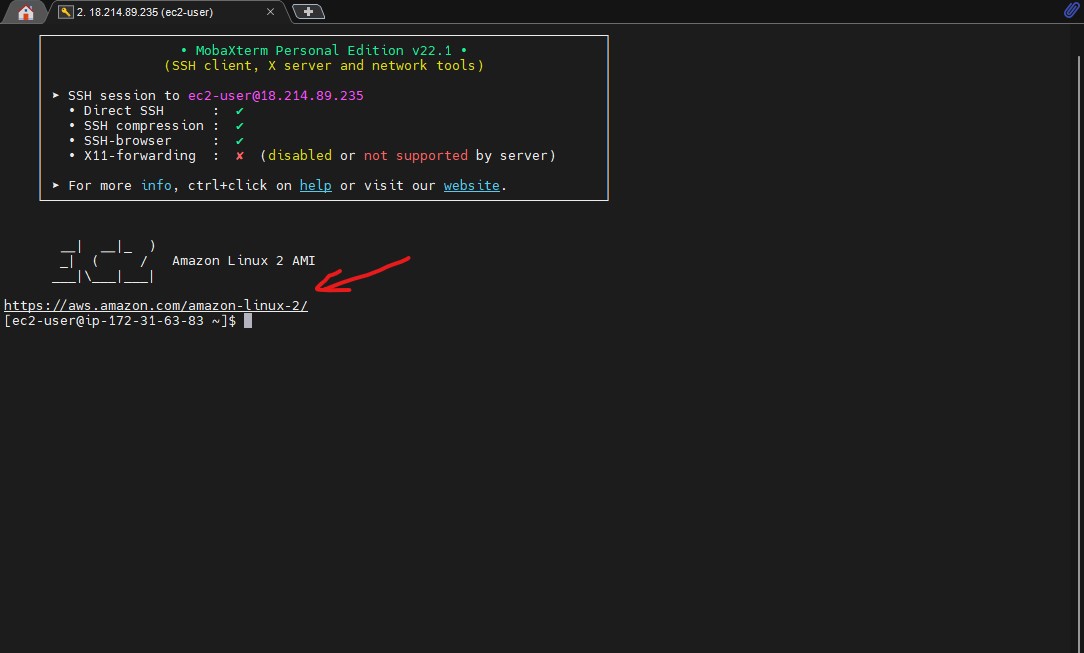 2. 18.214.89.235 (ec2-user)
• MobaXterm Personal Edition v22.1 •
(SSH client, X server and network tools)
➤ SSH session to ec2-user@18.214.89.235
• Direct SSH : ✔
• SSH compression : ✔
• SSH-browser : ✔
• X11-forwarding : ✘ (disabled or not supported by server)
➤ For more info, ctrl+click on help or visit our website.
__| __|_ )
_| ( / Amazon Linux 2 AMI
___|\___|___|
https://aws.amazon.com/amazon-linux-2/
[ec2-user@ip-172-31-63-83 ~]$